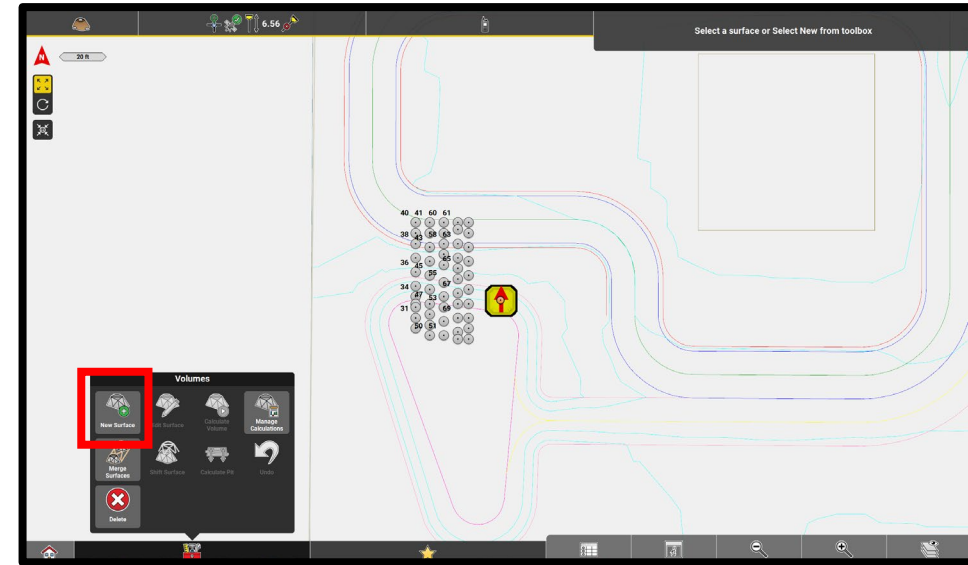 6.56
Select a surface or Select New from toolbox
N
20 ft
40 41 60 61
38 43 58 63
36 45 65
55
34 67
47 53
31 69
50 51
Volumes
New Surface
Edit Surface
Calculate Volume
Manage Calculations
Merge Surfaces
Shift Surface
Calculate Pit
Undo
Delete